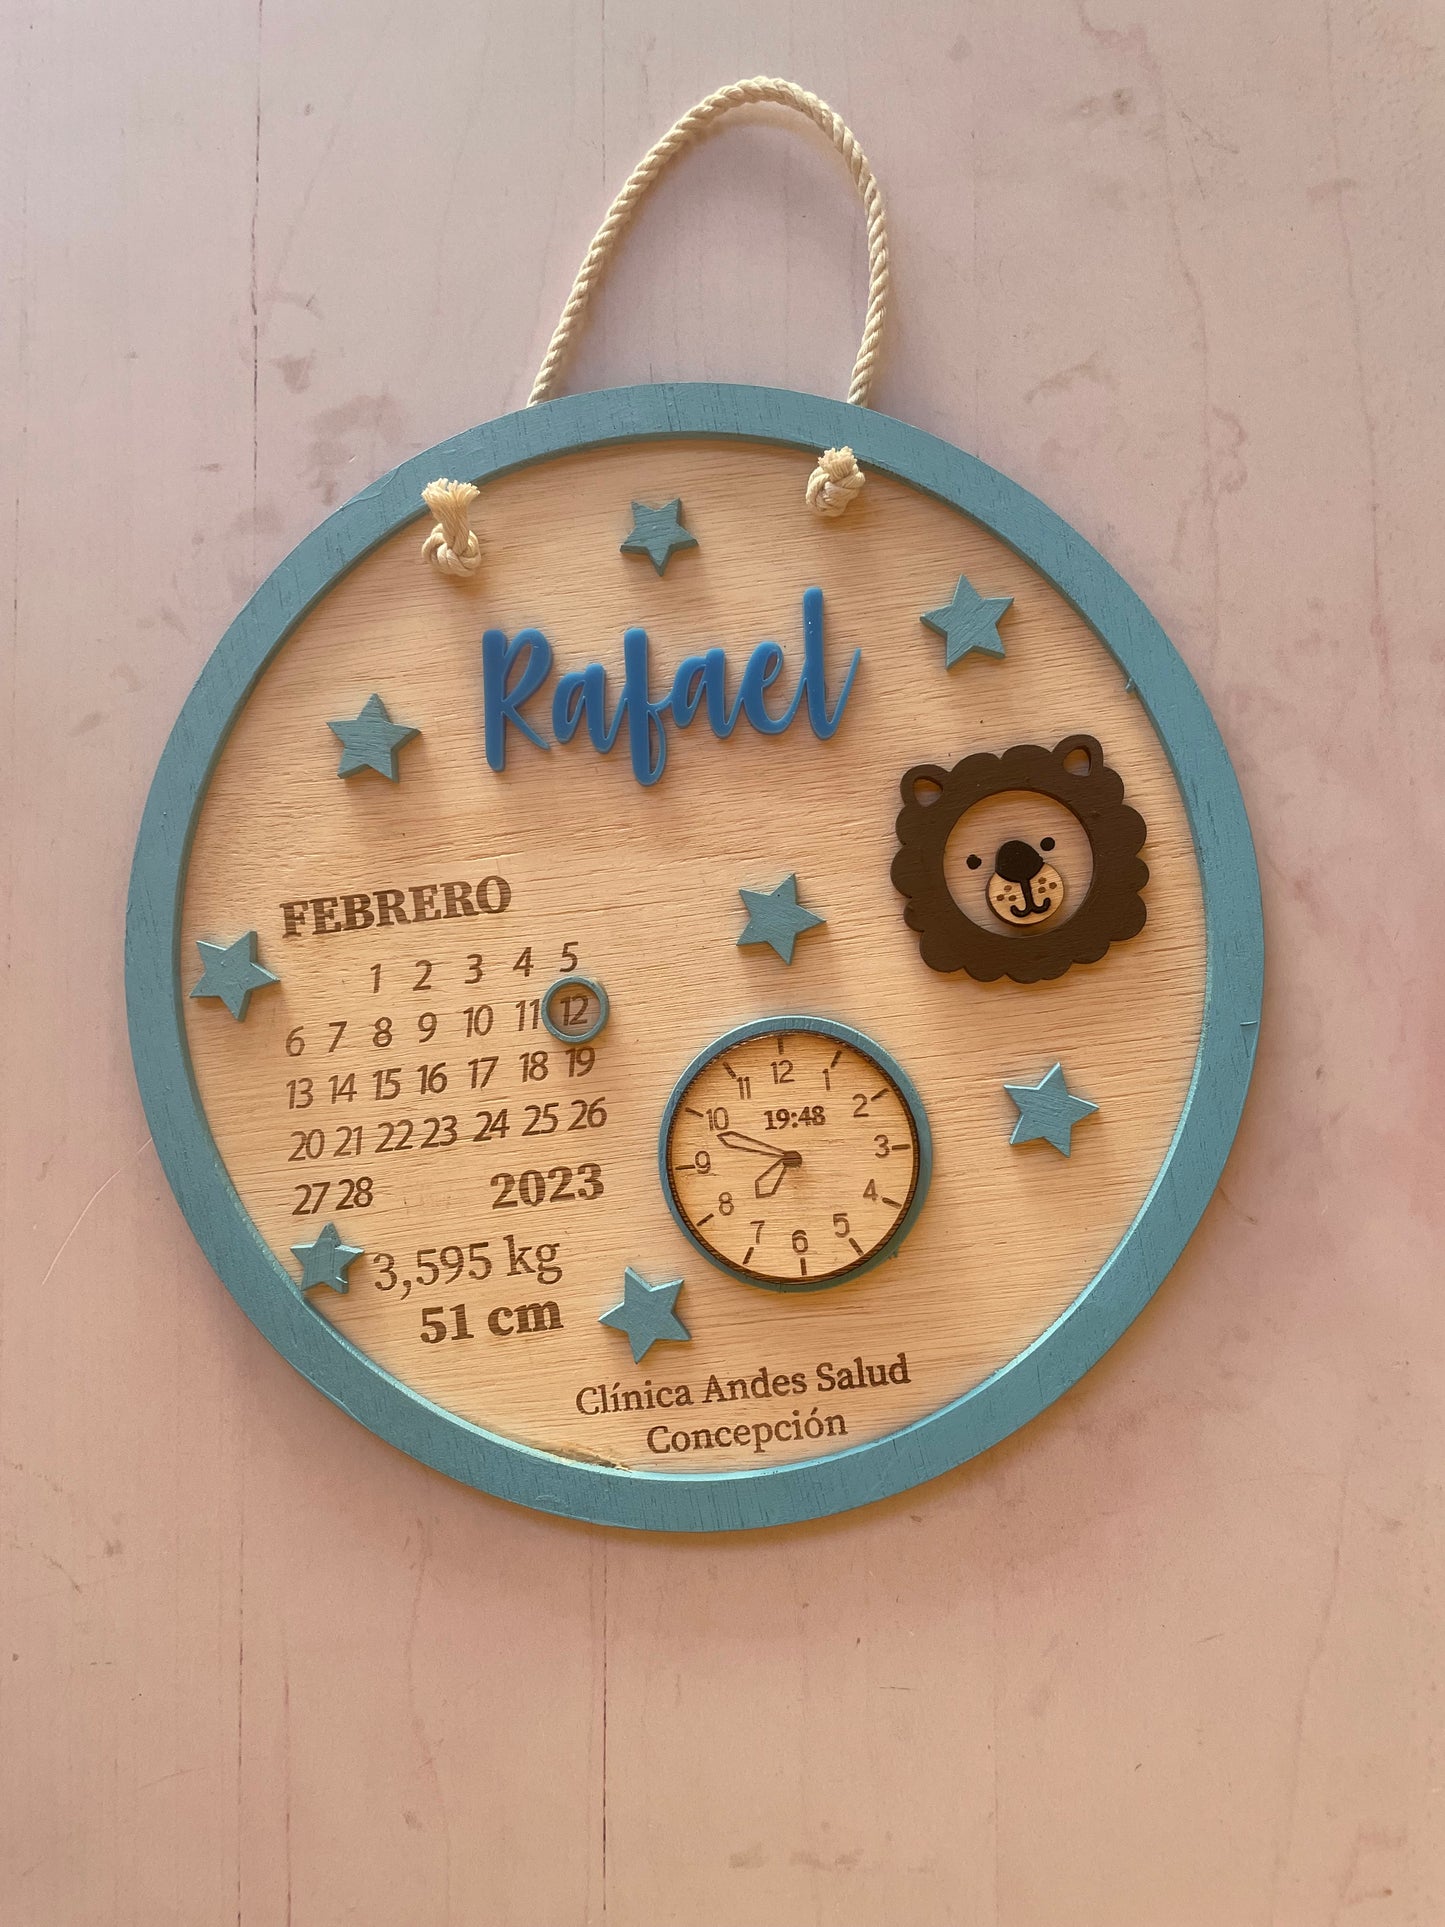 Rafael
FEBRERO
1 2 3 4 5
6 7 8 9 10 11 12
13 14 15 16 17 18 19
20 21 22 23 24 25 26
27 28
2023
3,595 kg
51 cm
12
11 1
10 2
19:48
9 3
8 4
7 5
6
Clínica Andes Salud
Concepción